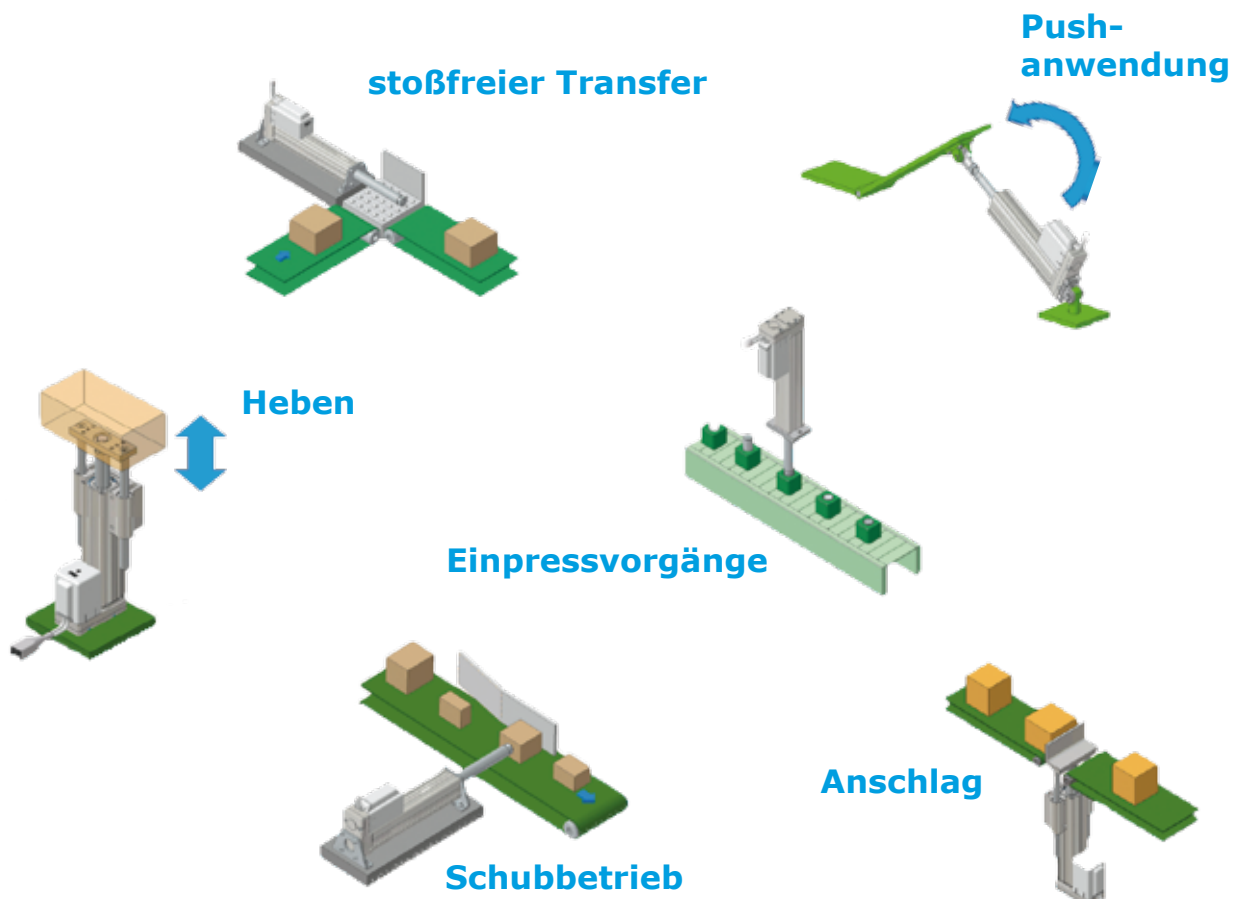 Push-
anwendung
stoßfreier Transfer
Heben
Einpressvorgänge
Anschlag
Schubbetrieb